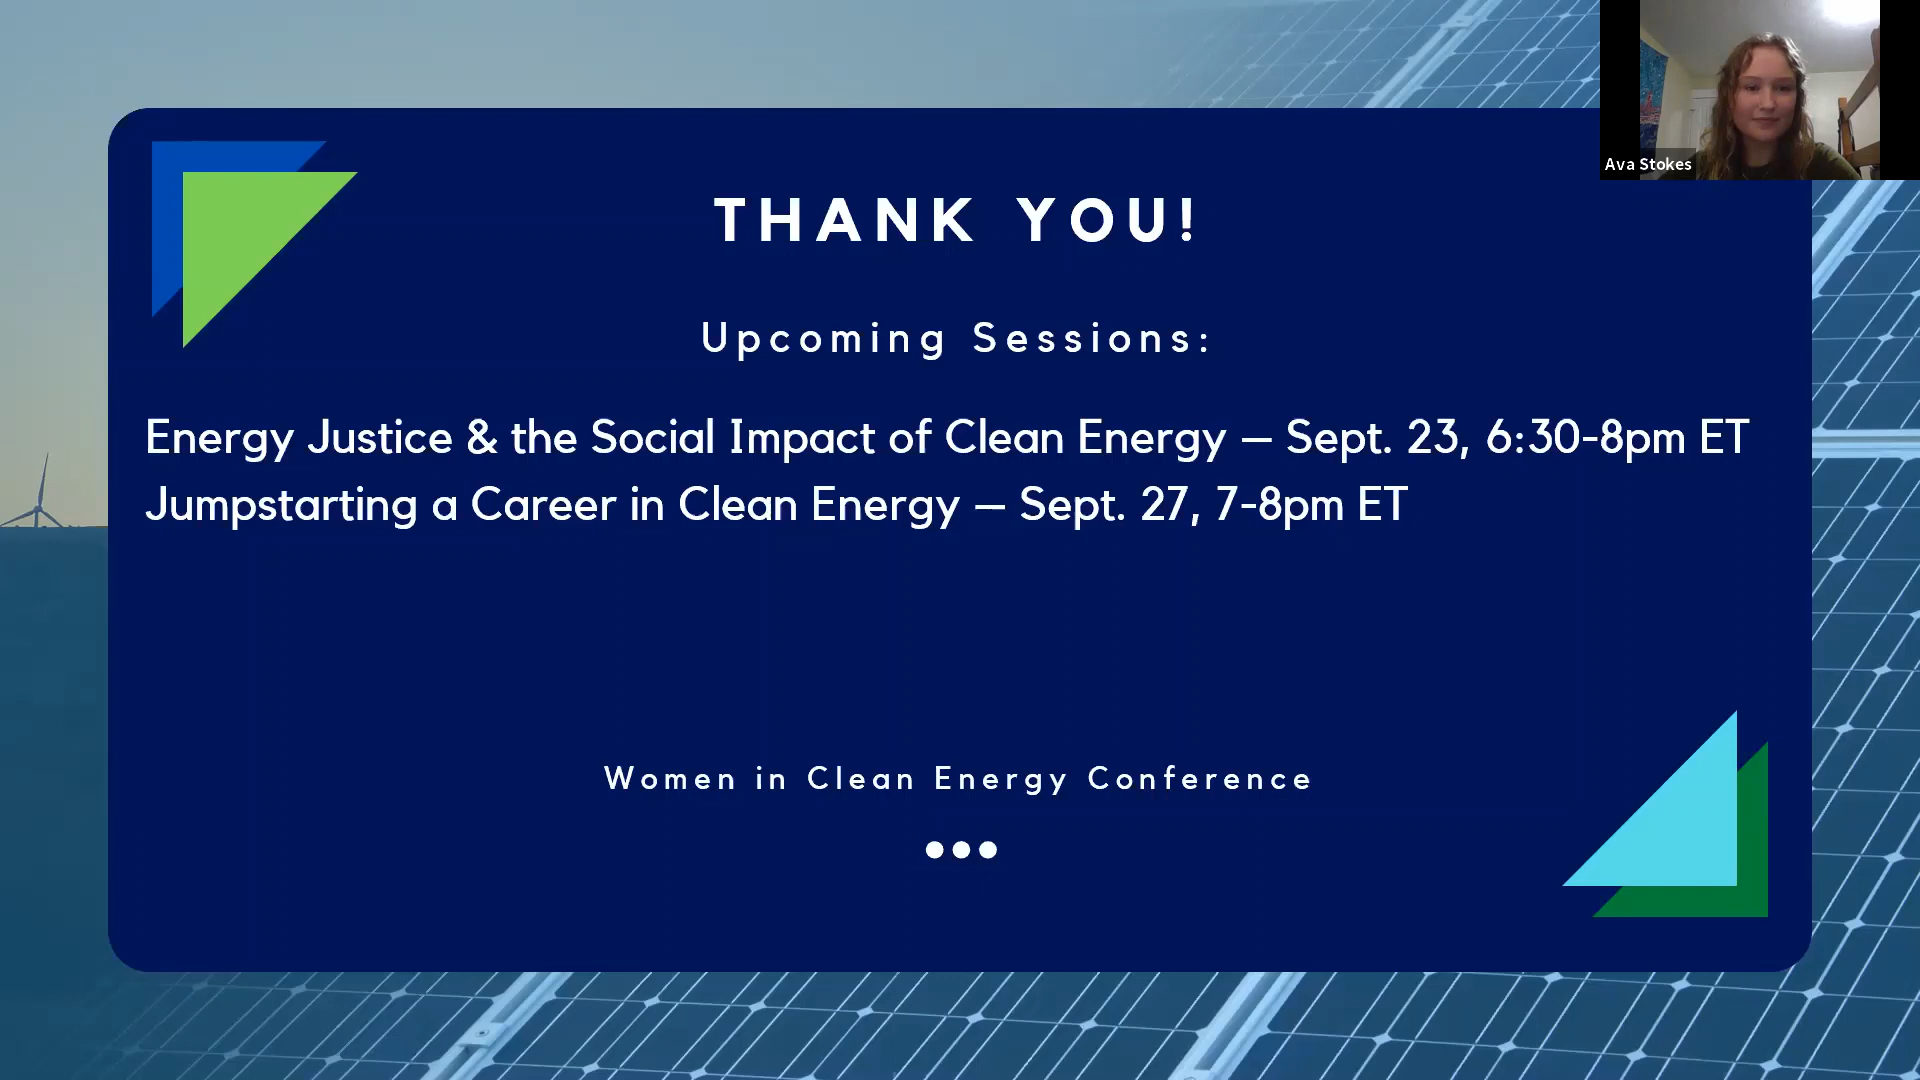 Ava Stokes
THANK YOU!
Upcoming Sessions:
Energy Justice & the Social Impact of Clean Energy — Sept. 23, 6:30-8pm ET
Jumpstarting a Career in Clean Energy — Sept. 27, 7-8pm ET
Women in Clean Energy Conference